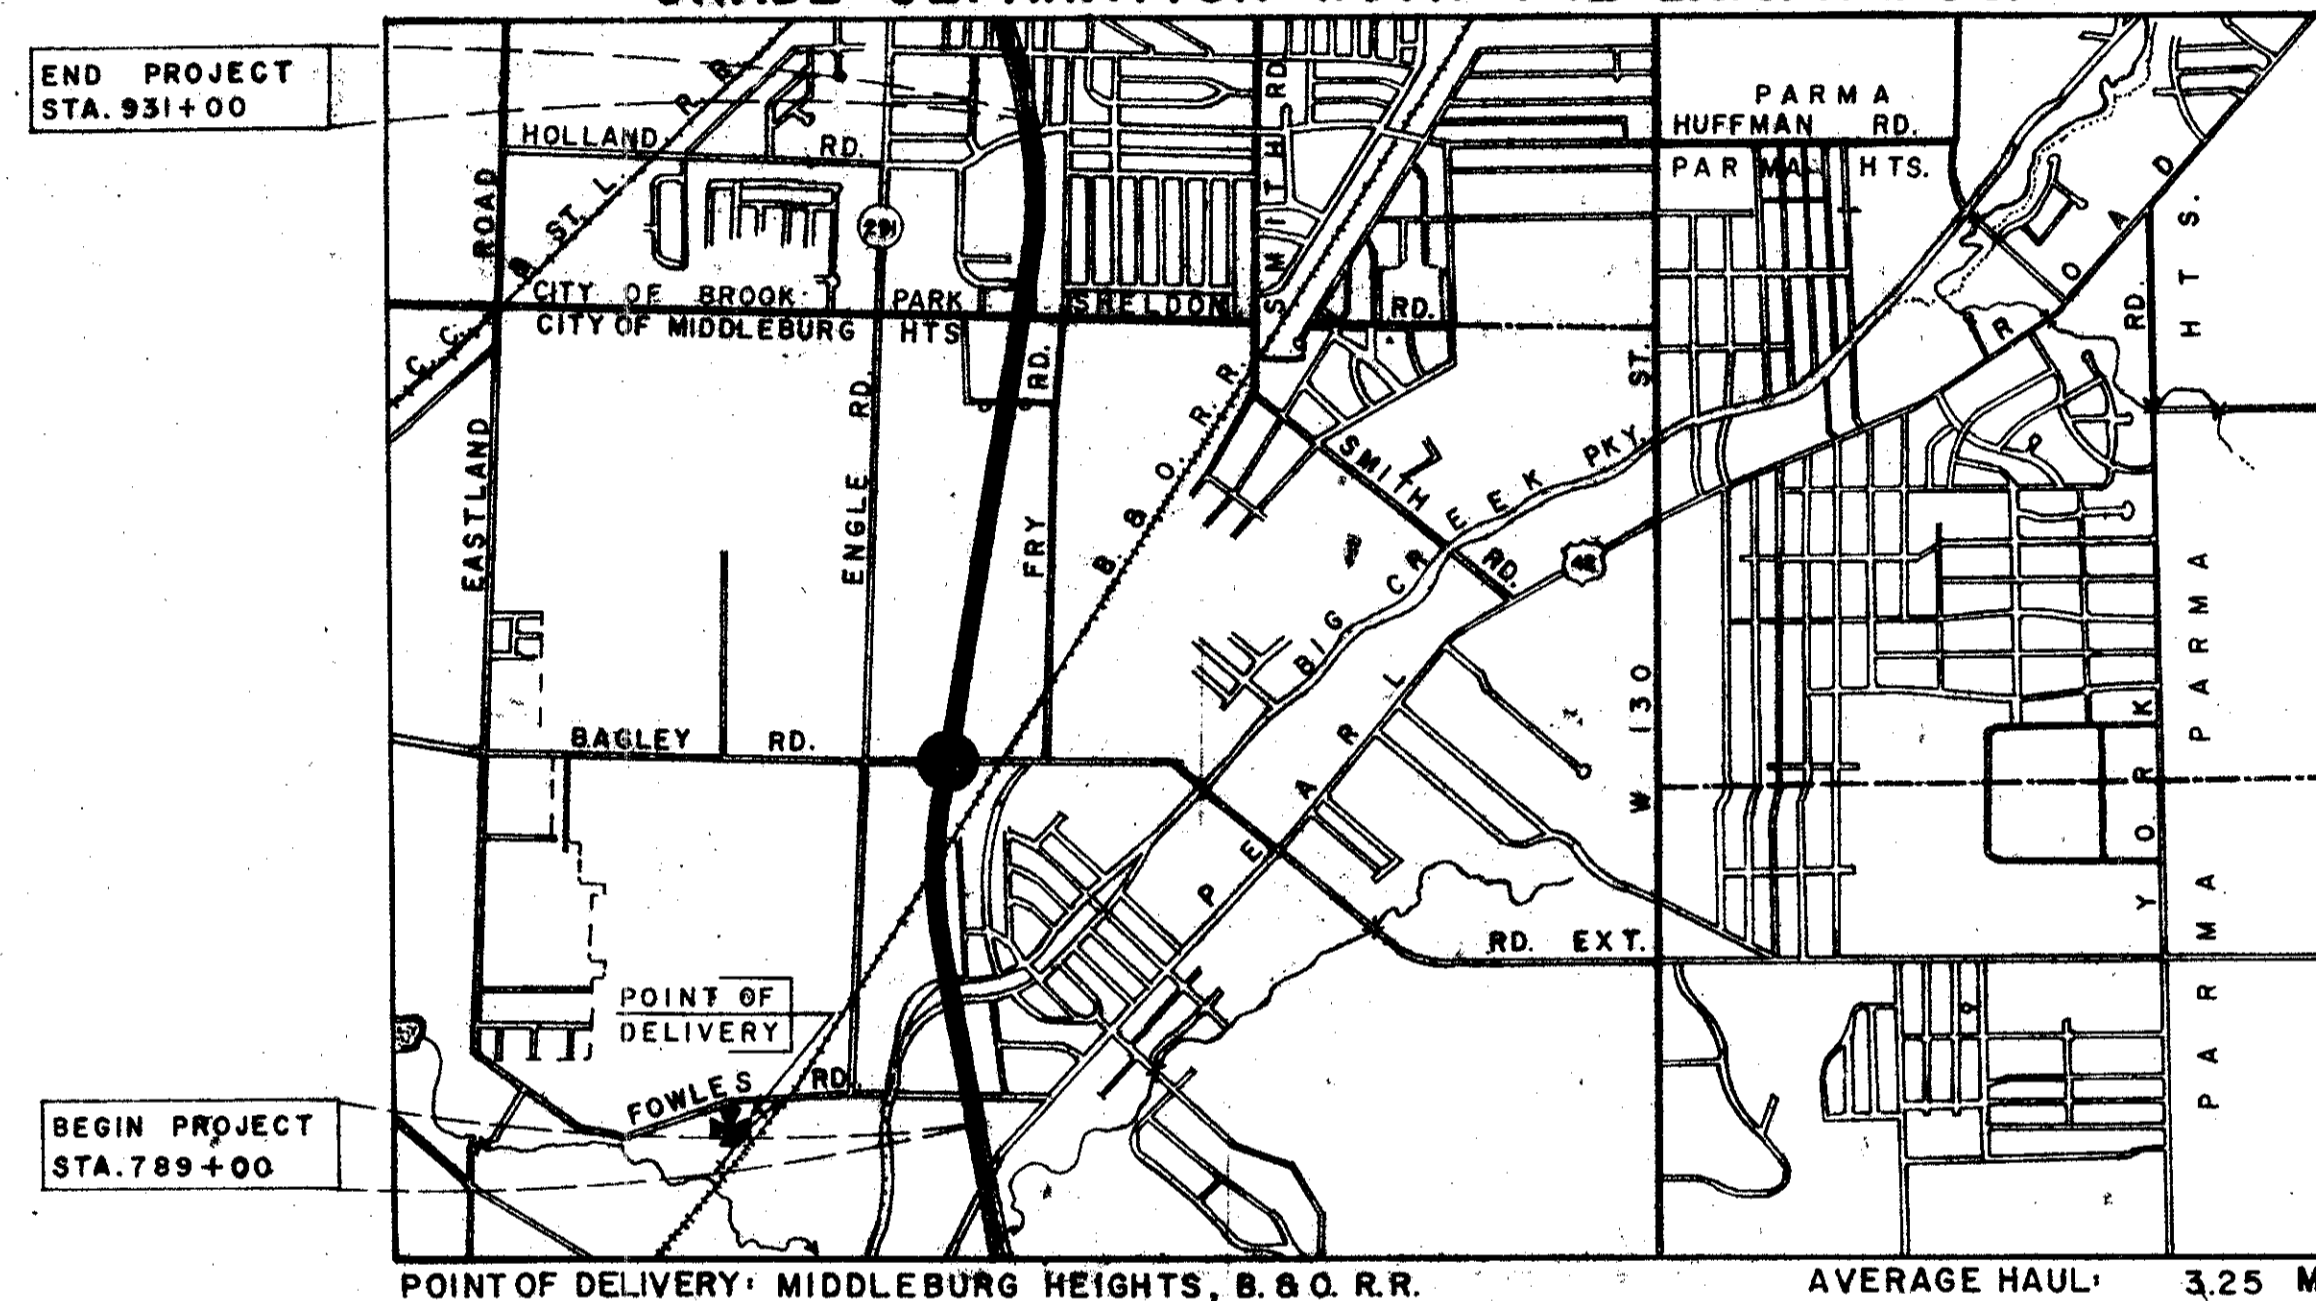 END PROJECT
STA. 931+00
HOLLAND RD.
R. R.
ST. L.
C. C.
EASTLAND ROAD
291
CITY OF BROOK PARK
CITY OF MIDDLEBURG HTS
SHELDON RD.
SMITH RD
PARMA
HUFFMAN RD.
PARMA HTS.
ENGLE RD.
FRY RD.
B. & O. R. R.
SMITH RD.
BIG CREEK PKY.
W 130 ST.
42
PEARL ROAD
YORK RD.
PARMA HTS.
PARMA
PARMA
BAGLEY RD.
RD. EXT.
POINT OF
DELIVERY
FOWLES RD.
BEGIN PROJECT
STA. 789+00
POINT OF DELIVERY: MIDDLEBURG HEIGHTS, B. & O. R.R.
AVERAGE HAUL: 3.25 M